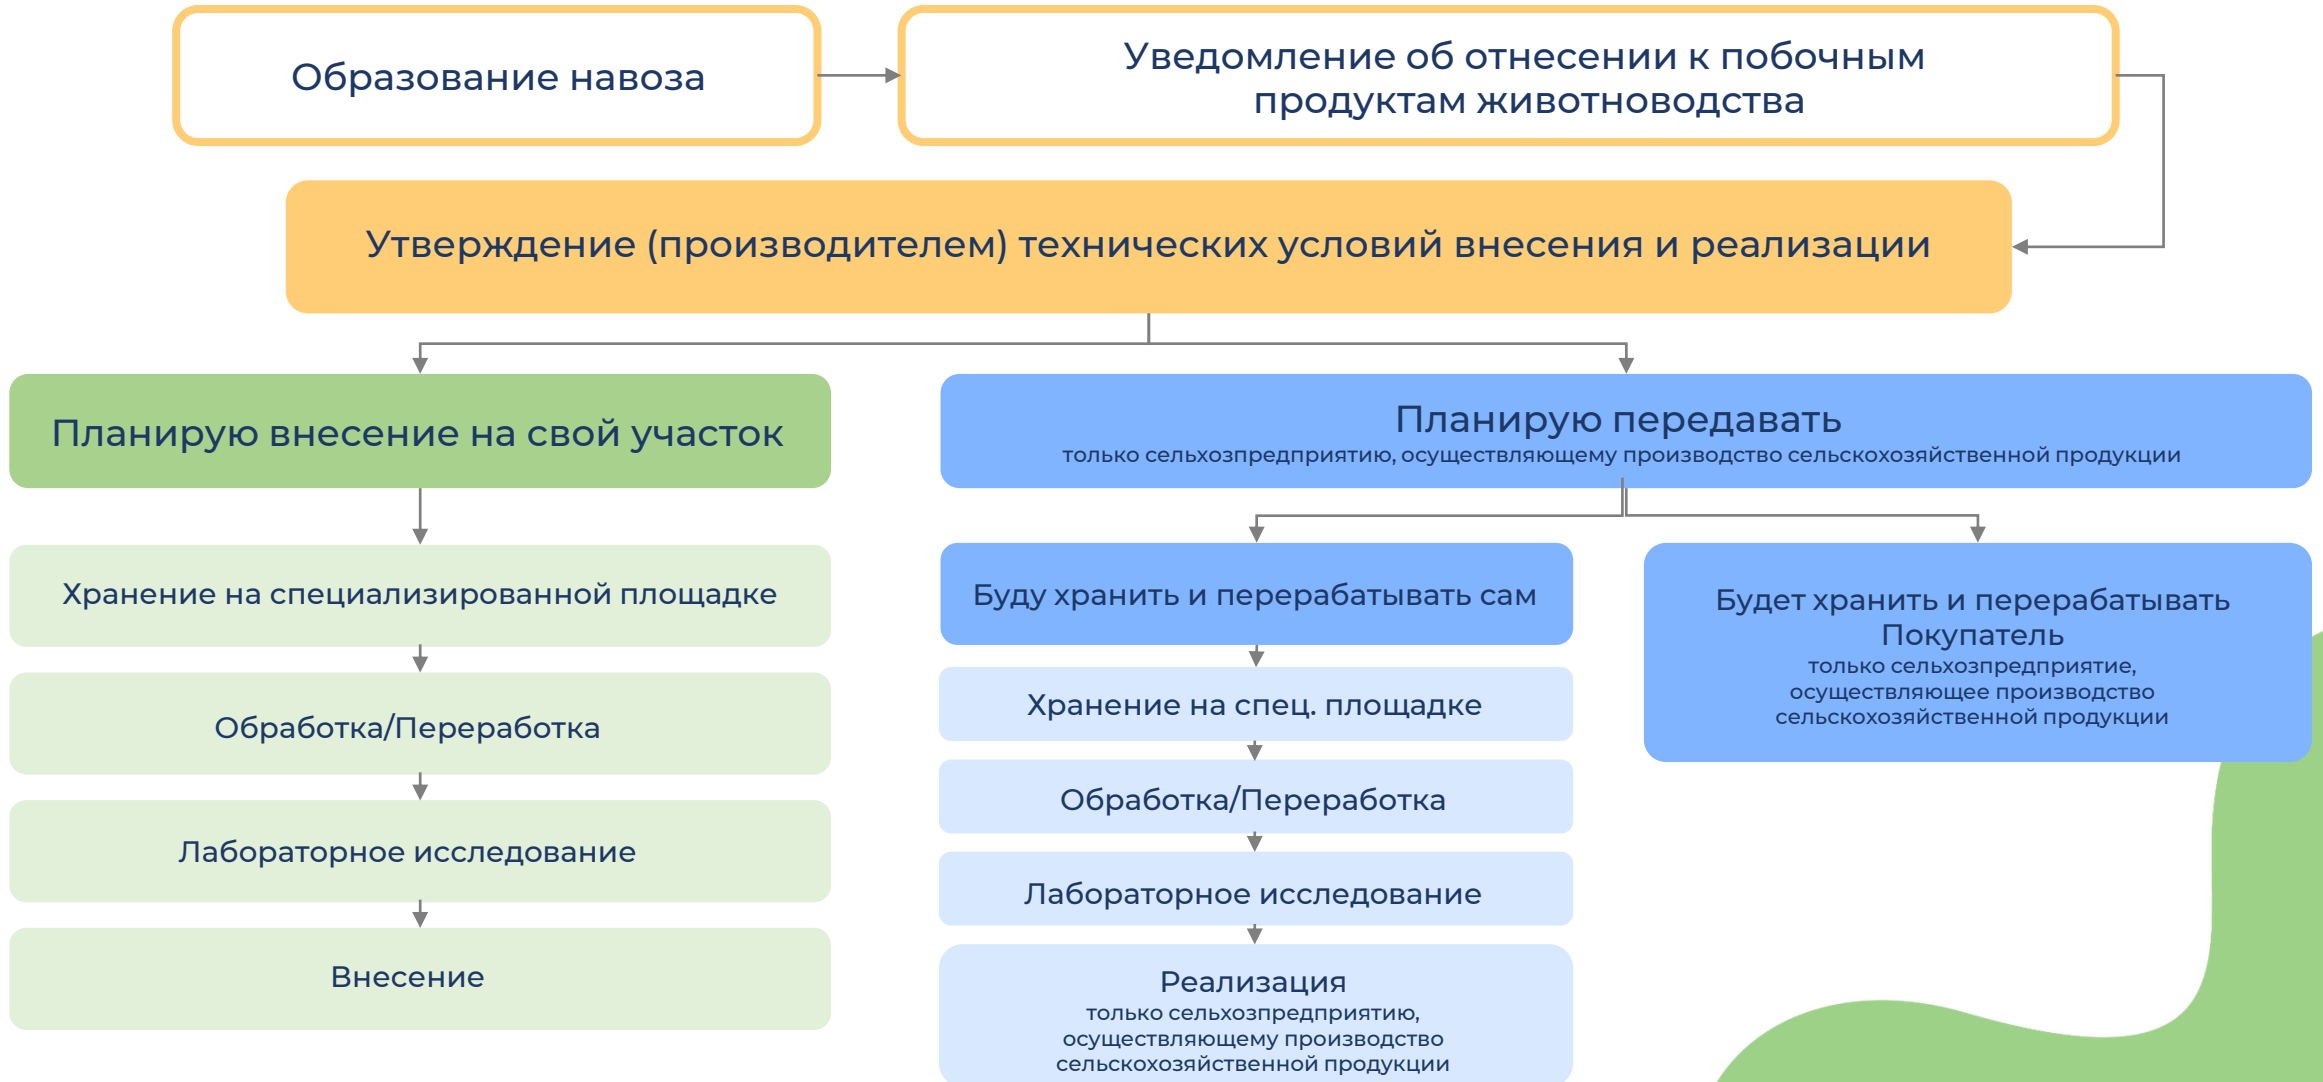 Образование навоза
Уведомление об отнесении к побочным
продуктам животноводства
Утверждение (производителем) технических условий внесения и реализации
Планирую внесение на свой участок
Хранение на специализированной площадке
Обработка/Переработка
Лабораторное исследование
Внесение
Планирую передавать
только сельхозпредприятию, осуществляющему производство сельскохозяйственной продукции
Буду хранить и перерабатывать сам
Хранение на спец. площадке
Обработка/Переработка
Лабораторное исследование
Реализация
только сельхозпредприятию,
осуществляющему производство
сельскохозяйственной продукции
Будет хранить и перерабатывать
Покупатель
только сельхозпредприятие,
осуществляющее производство
сельскохозяйственной продукции